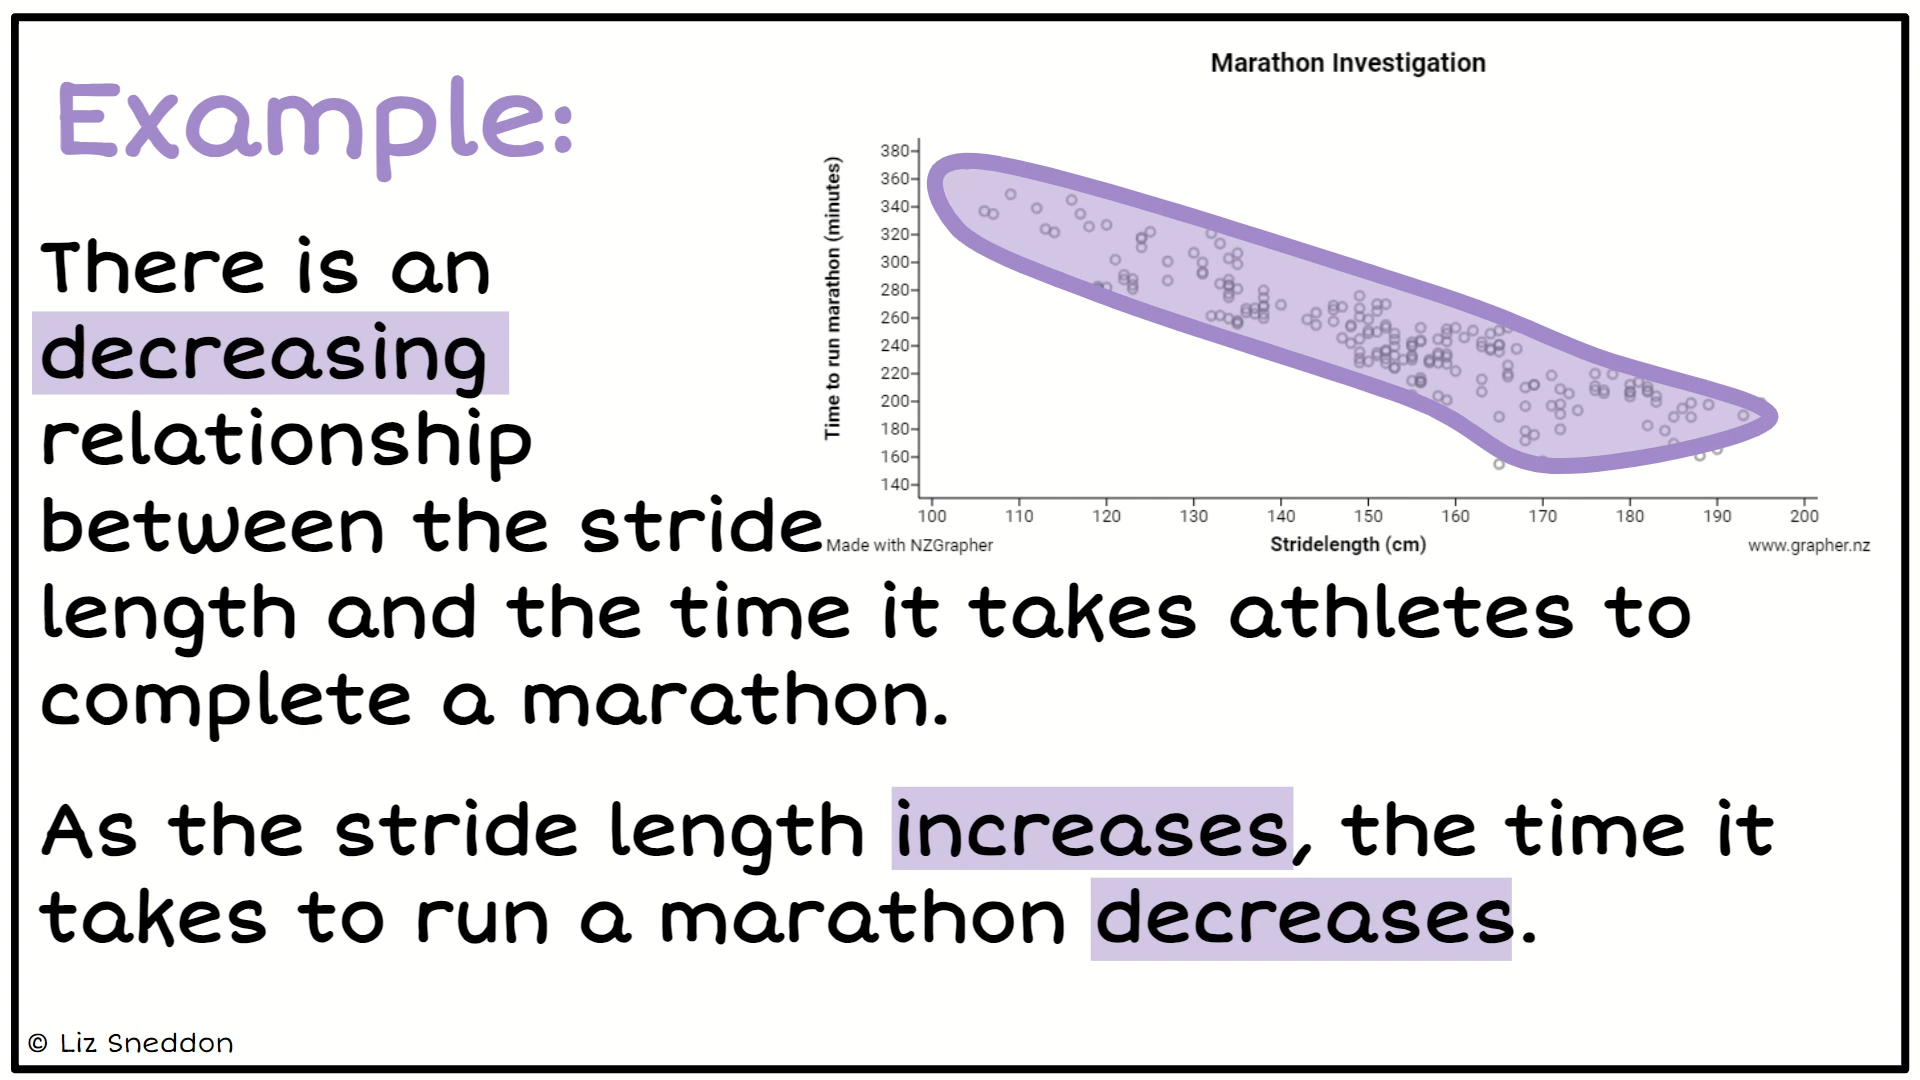 Example:
There is an
decreasing
relationship
between the stride
length and the time it takes athletes to
complete a marathon.
As the stride length increases, the time it
takes to run a marathon decreases.
Marathon Investigation
Time to run marathon (minutes)
380
360
340
320
300
280
260
240
220
200
180
160
140
100 110 120 130 140 150 160 170 180 190 200
Made with NZGrapher Stridelength (cm) www.grapher.nz
© Liz Sneddon